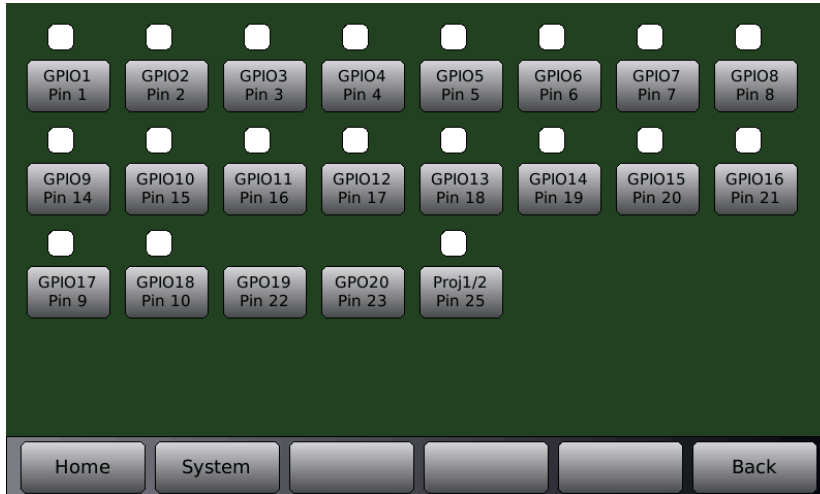 GPIO1 GPIO2 GPIO3 GPIO4 GPIO5 GPIO6 GPIO7 GPIO8
Pin 1 Pin 2 Pin 3 Pin 4 Pin 5 Pin 6 Pin 7 Pin 8
GPIO9 GPIO10 GPIO11 GPIO12 GPIO13 GPIO14 GPIO15 GPIO16
Pin 14 Pin 15 Pin 16 Pin 17 Pin 18 Pin 19 Pin 20 Pin 21
GPIO17 GPIO18 GPO19 GPO20 Proj1/2
Pin 9 Pin 10 Pin 22 Pin 23 Pin 25
Home System Back